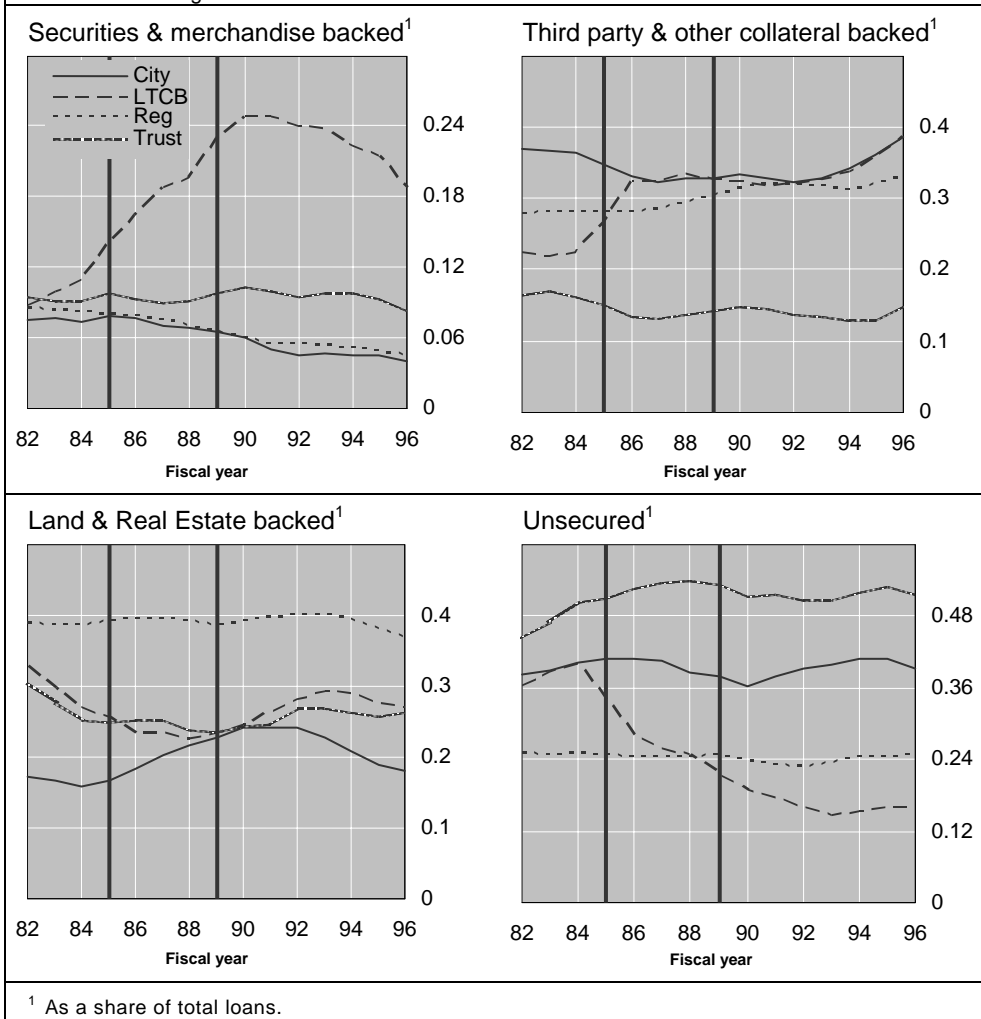 Securities & merchandise backed¹
City
LTCB
Reg
Trust
0.24
0.18
0.12
0.06
0
82 84 86 88 90 92 94 96
Fiscal year
Third party & other collateral backed¹
0.4
0.3
0.2
0.1
0
82 84 86 88 90 92 94 96
Fiscal year
Land & Real Estate backed¹
0.4
0.3
0.2
0.1
0
82 84 86 88 90 92 94 96
Fiscal year
Unsecured¹
0.48
0.36
0.24
0.12
0
82 84 86 88 90 92 94 96
Fiscal year
¹ As a share of total loans.